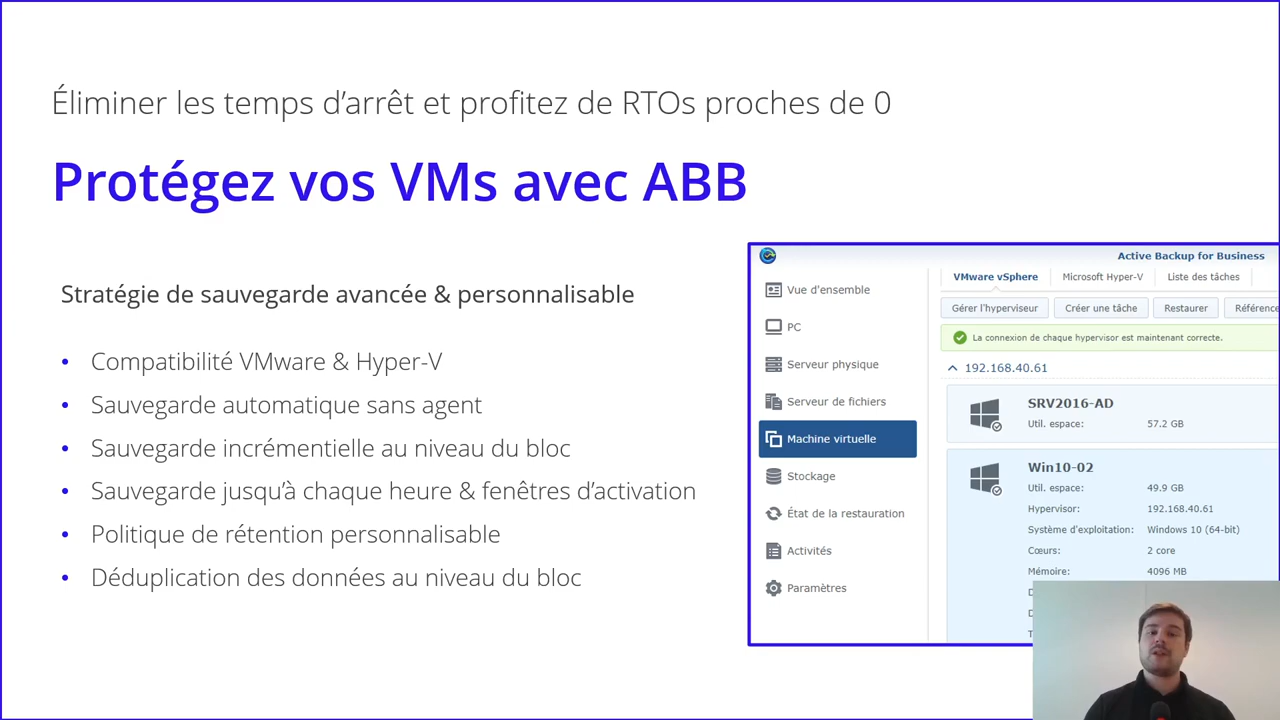 Éliminer les temps d’arrêt et profitez de RTOs proches de 0
Protégez vos VMs avec ABB
Stratégie de sauvegarde avancée & personnalisable
• Compatibilité VMware & Hyper-V
• Sauvegarde automatique sans agent
• Sauvegarde incrémentielle au niveau du bloc
• Sauvegarde jusqu’à chaque heure & fenêtres d’activation
• Politique de rétention personnalisable
• Déduplication des données au niveau du bloc
Active Backup for Business
Vue d'ensemble
PC
Serveur physique
Serveur de fichiers
Machine virtuelle
Stockage
État de la restauration
Activités
Paramètres
VMware vSphere Microsoft Hyper-V Liste des tâches
Gérer l'hyperviseur Créer une tâche Restaurer Référence
La connexion de chaque hypervisor est maintenant correcte.
192.168.40.61
SRV2016-AD
Util. espace: 57.2 GB
Win10-02
Util. espace: 49.9 GB
Hypervisor: 192.168.40.61
Système d'exploitation: Windows 10 (64-bit)
Cœurs: 2 core
Mémoire: 4096 MB